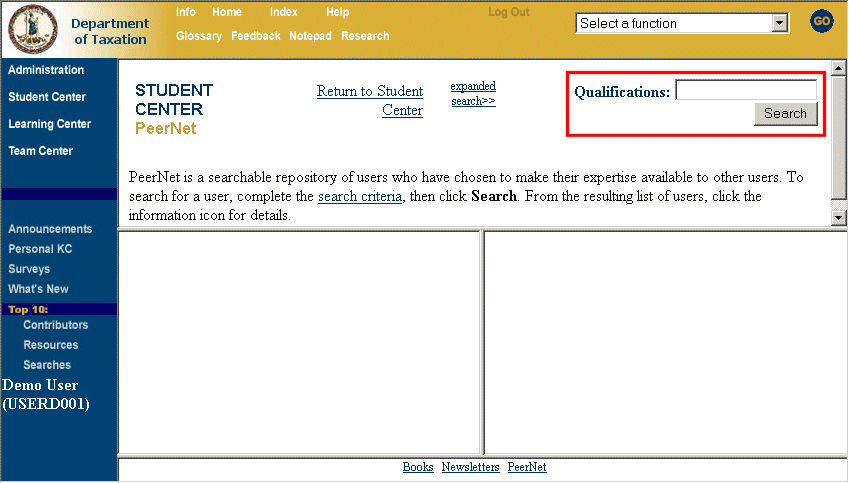 Department
of Taxation
Info Home Index Help Log Out
Glossary Feedback Notepad Research
Select a function
GO
Administration
Student Center
Learning Center
Team Center
Announcements
Personal KC
Surveys
What's New
Top 10:
Contributors
Resources
Searches
Demo User
(USERD001)
STUDENT
CENTER
PeerNet
Return to Student
Center
expanded
search>>
Qualifications:
Search
PeerNet is a searchable repository of users who have chosen to make their expertise available to other users. To
search for a user, complete the search criteria, then click Search. From the resulting list of users, click the
information icon for details.
Books Newsletters PeerNet